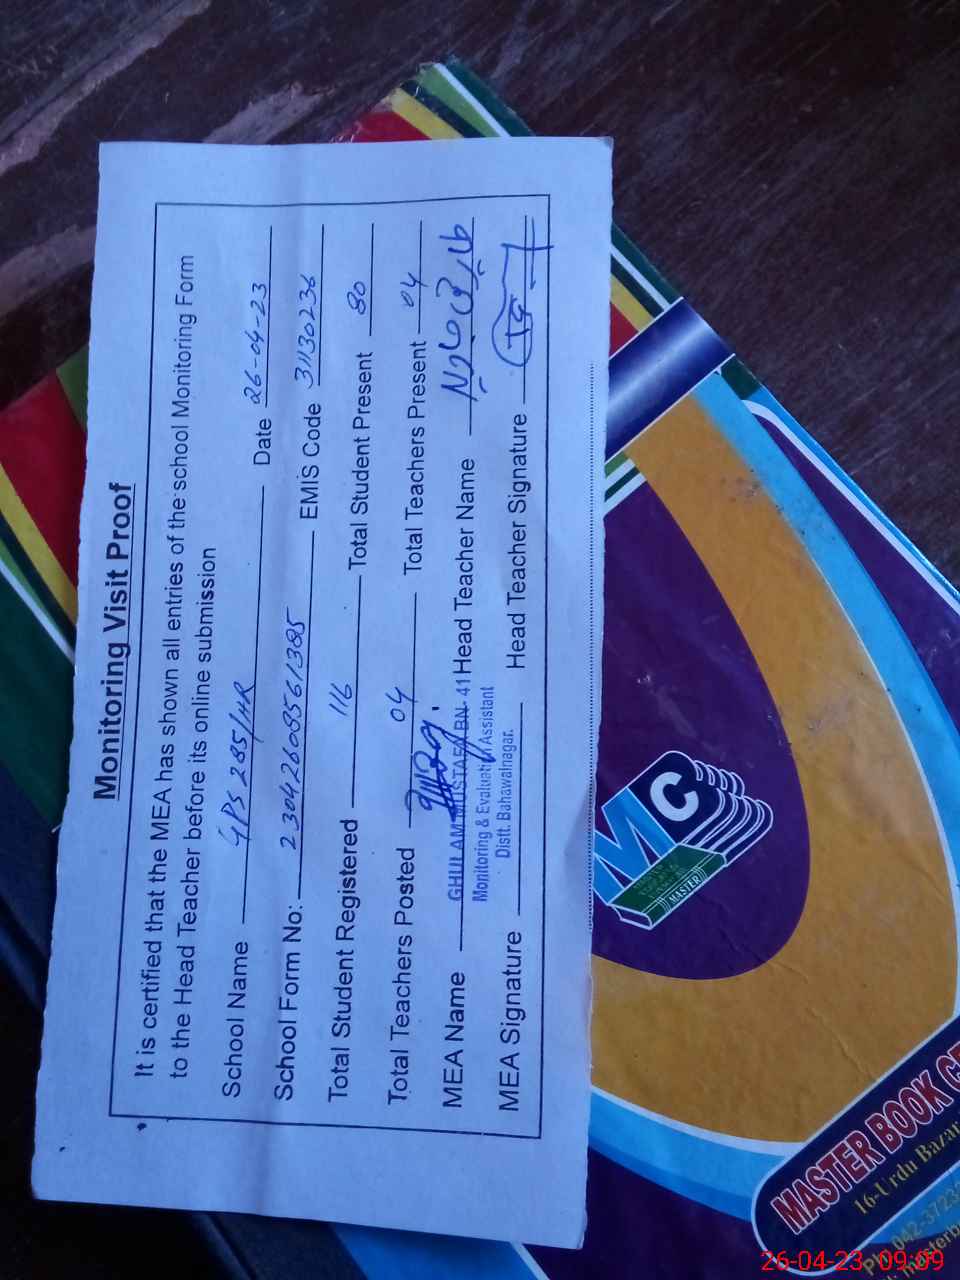 Monitoring Visit Proof
It is certified that the MEA has shown all entries of the school Monitoring Form
to the Head Teacher before its online submission
School Name GPS 285/HR Date 26-04-23
School Form No: 23042608561385 EMIS Code 31130236
Total Student Registered 116 Total Student Present 80
Total Teachers Posted 04 Total Teachers Present 04
MEA Name GHULAM MUSTAFA BN- 41 Head Teacher Name
Monitoring & Evaluation Assistant
Distt. Bahawalnagar.
MEA Signature Head Teacher Signature
MC
MASTER
MASTER BOOK
16-Urdu Bazar
Ph: 042-3723
26-04-23 09:09